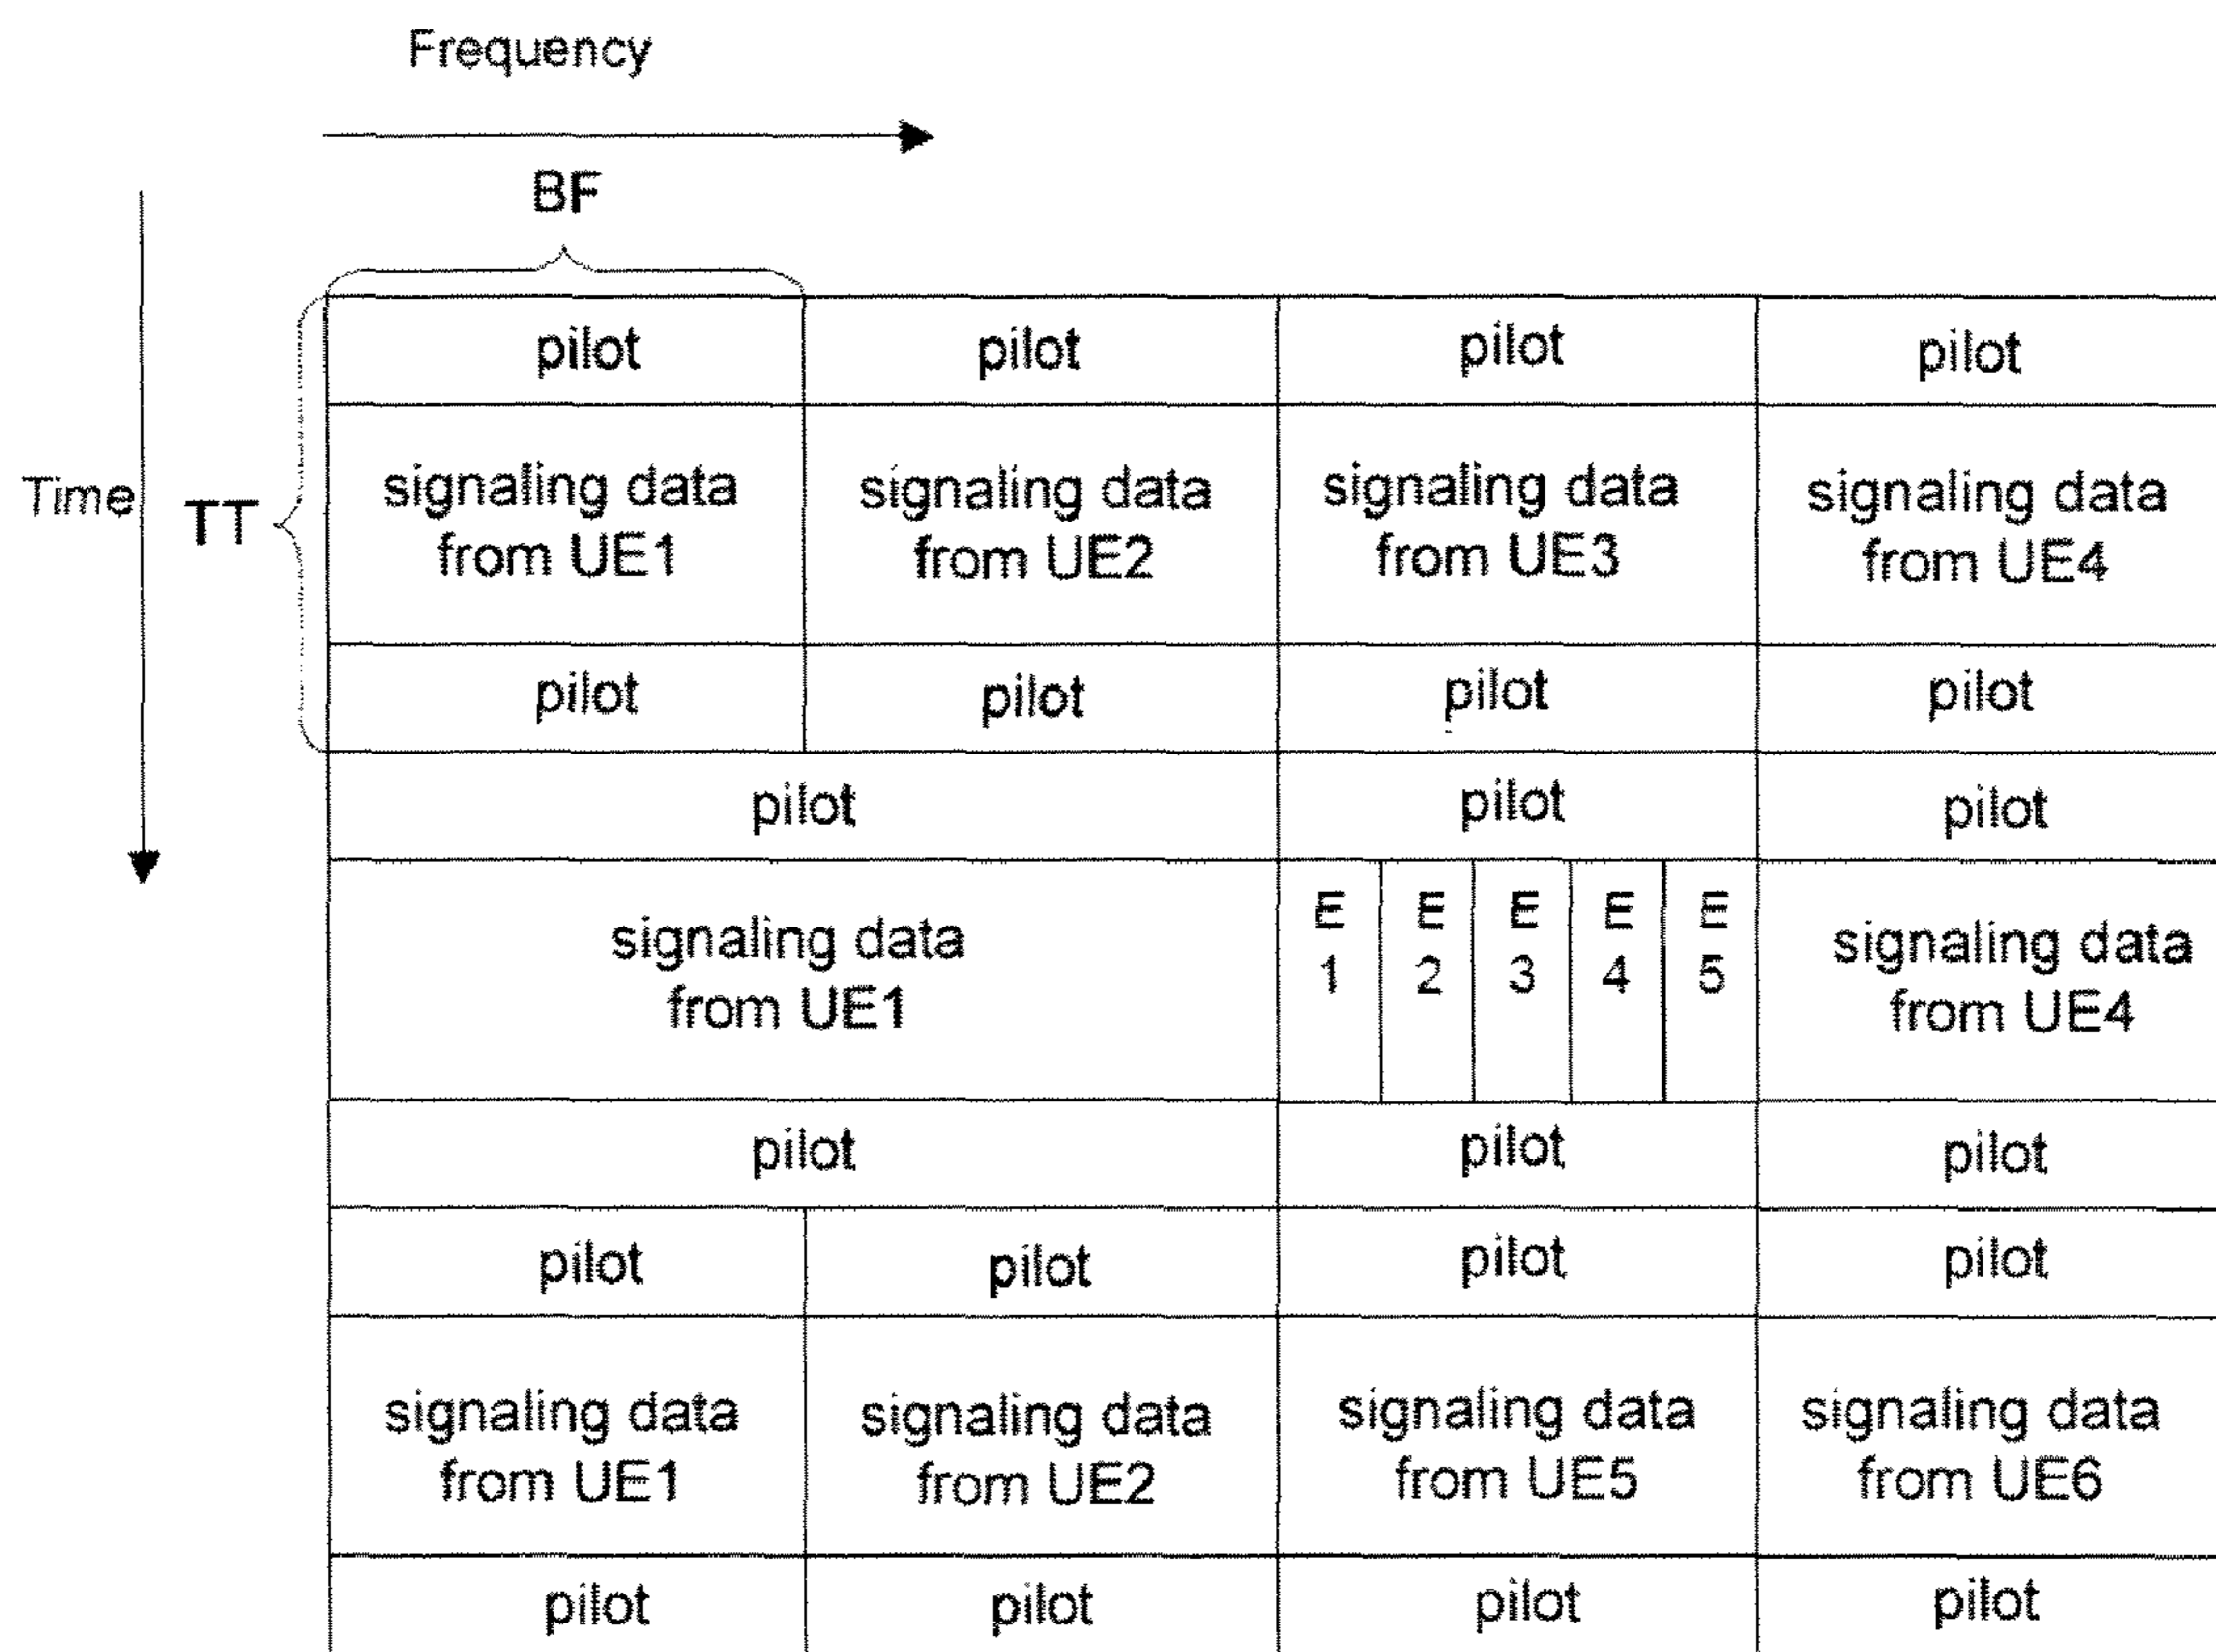 Frequency
BF
Time
TT
pilot pilot pilot pilot
signaling data signaling data signaling data signaling data
from UE1 from UE2 from UE3 from UE4
pilot pilot pilot pilot
pilot pilot pilot
E E E E E
1 2 3 4 5
signaling data signaling data
from UE1 from UE4
pilot pilot pilot
pilot pilot pilot pilot
signaling data signaling data signaling data signaling data
from UE1 from UE2 from UE5 from UE6
pilot pilot pilot pilot